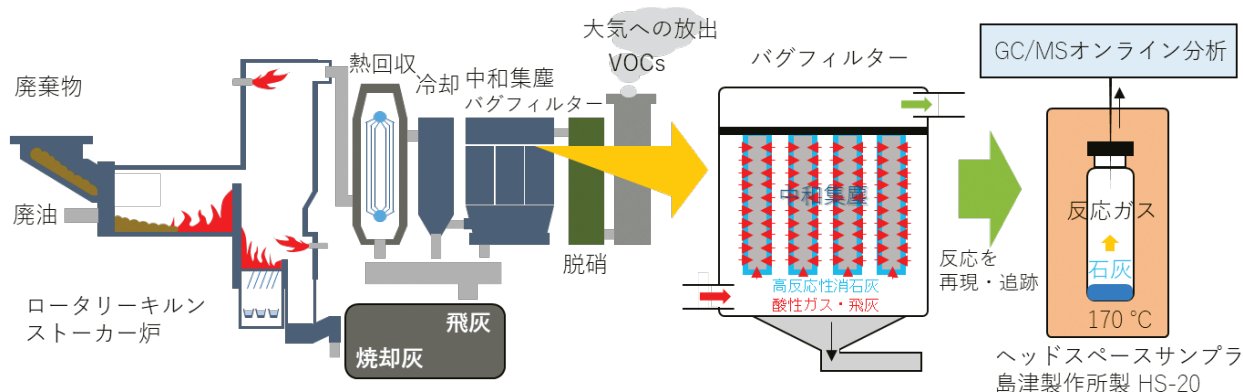 廃棄物
廃油
ロータリーキルン
ストーカー炉
熱回収
冷却
中和集塵
バグフィルター
大気への放出
VOCs
脱硝
飛灰
焼却灰
バグフィルター
中和集塵
高反応性消石灰
酸性ガス・飛灰
反応を
再現・追跡
GC/MSオンライン分析
反応ガス
石灰
170 °C
ヘッドスペースサンプラ
島津製作所製 HS-20